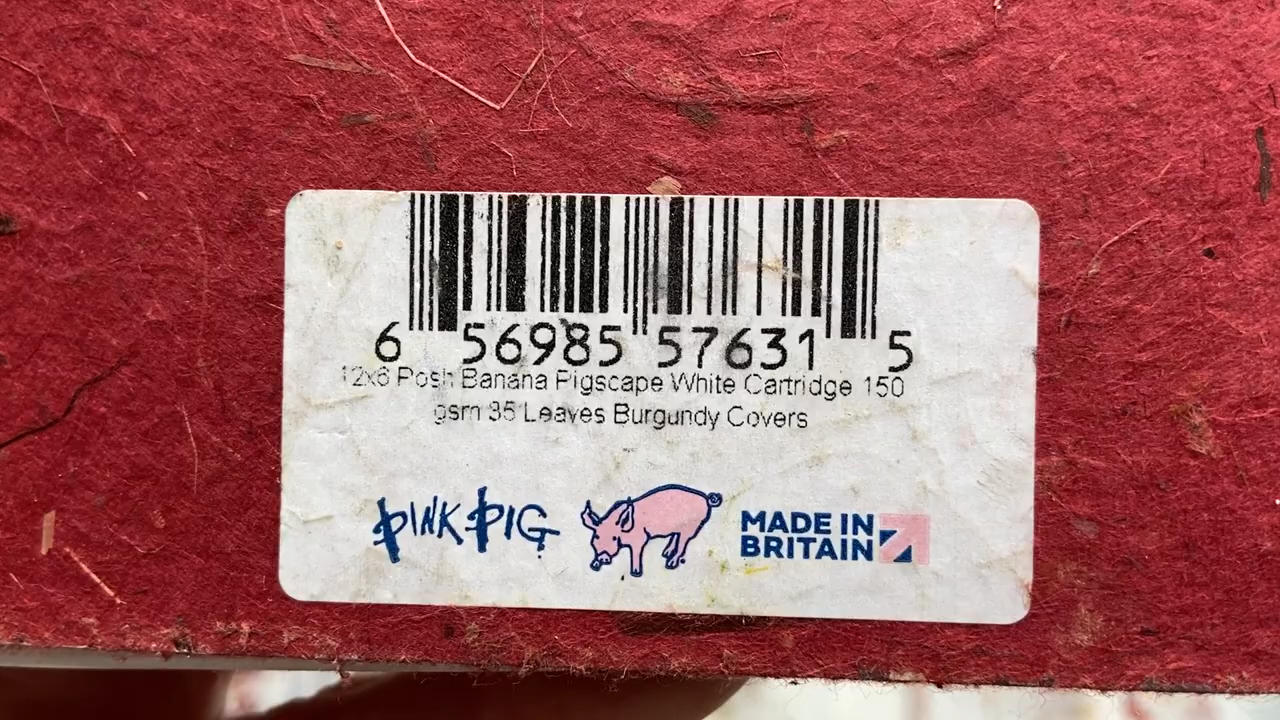 6 56985 57631 5
12x6 Posh Banana Pigscape White Cartridge 150
gsm 35 Leaves Burgundy Covers
PINK PIG
MADE IN
BRITAIN